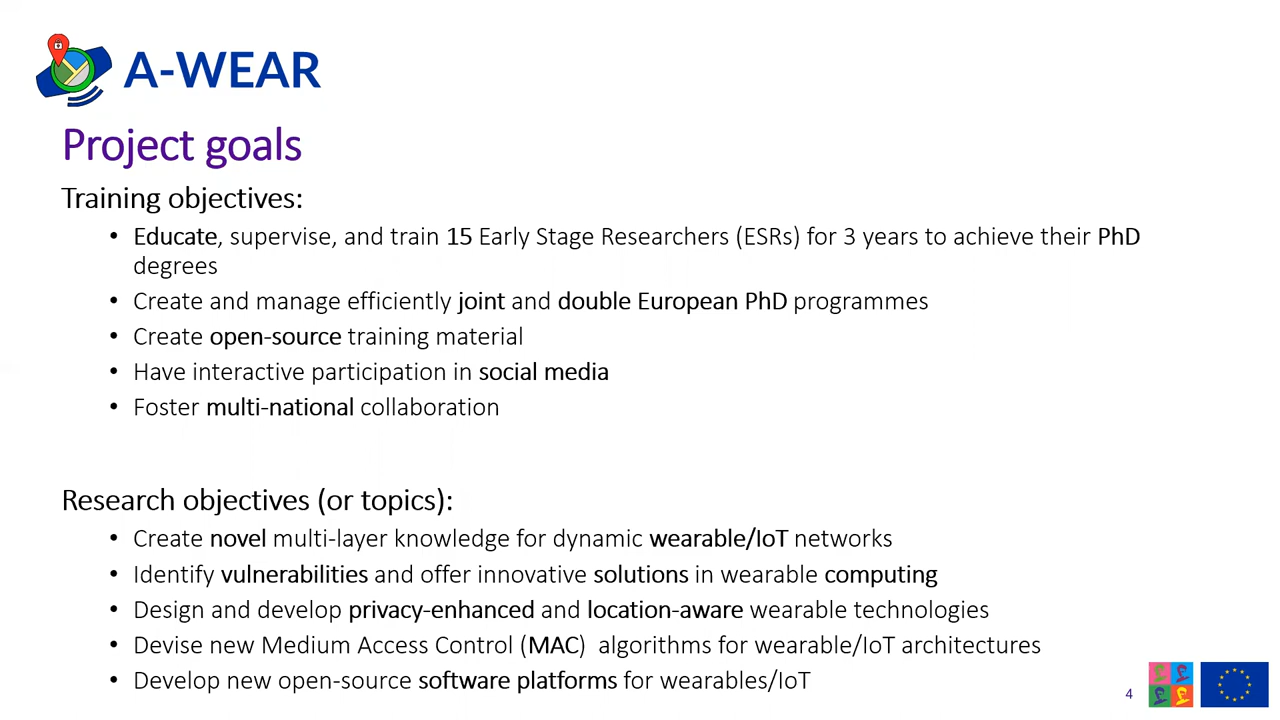 A-WEAR
Project goals
Training objectives:
• Educate, supervise, and train 15 Early Stage Researchers (ESRs) for 3 years to achieve their PhD
degrees
• Create and manage efficiently joint and double European PhD programmes
• Create open-source training material
• Have interactive participation in social media
• Foster multi-national collaboration
Research objectives (or topics):
• Create novel multi-layer knowledge for dynamic wearable/IoT networks
• Identify vulnerabilities and offer innovative solutions in wearable computing
• Design and develop privacy-enhanced and location-aware wearable technologies
• Devise new Medium Access Control (MAC)  algorithms for wearable/IoT architectures
• Develop new open-source software platforms for wearables/IoT
4